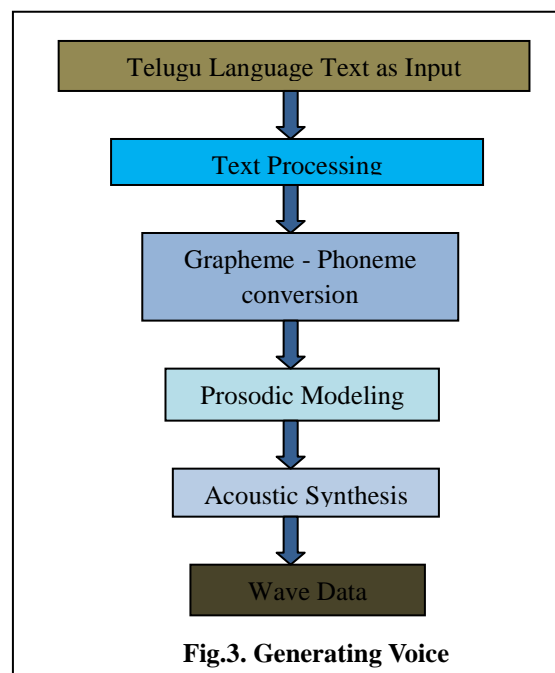 Telugu Language Text as Input
Text Processing
Grapheme - Phoneme
conversion
Prosodic Modeling
Acoustic Synthesis
Wave Data
Fig.3. Generating Voice